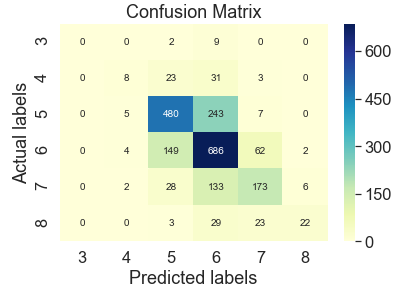 Confusion Matrix
Actual labels
3 0 0 2 9 0 0
4 0 8 23 31 3 0
5 0 5 480 243 7 0
6 0 4 149 686 62 2
7 0 2 28 133 173 6
8 0 0 3 29 23 22
3 4 5 6 7 8
Predicted labels
600
450
300
150
0